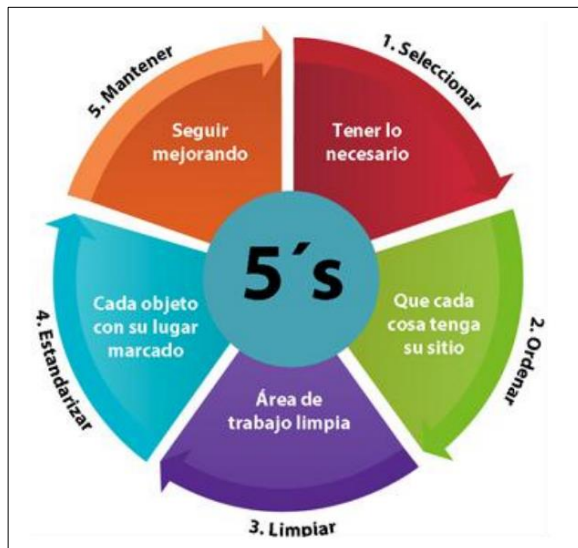 5´s
1. Seleccionar
Tener lo
necesario
2. Ordenar
Que cada
cosa tenga
su sitio
3. Limpiar
Área de
trabajo limpia
4. Estandarizar
Cada objeto
con su lugar
marcado
5. Mantener
Seguir
mejorando